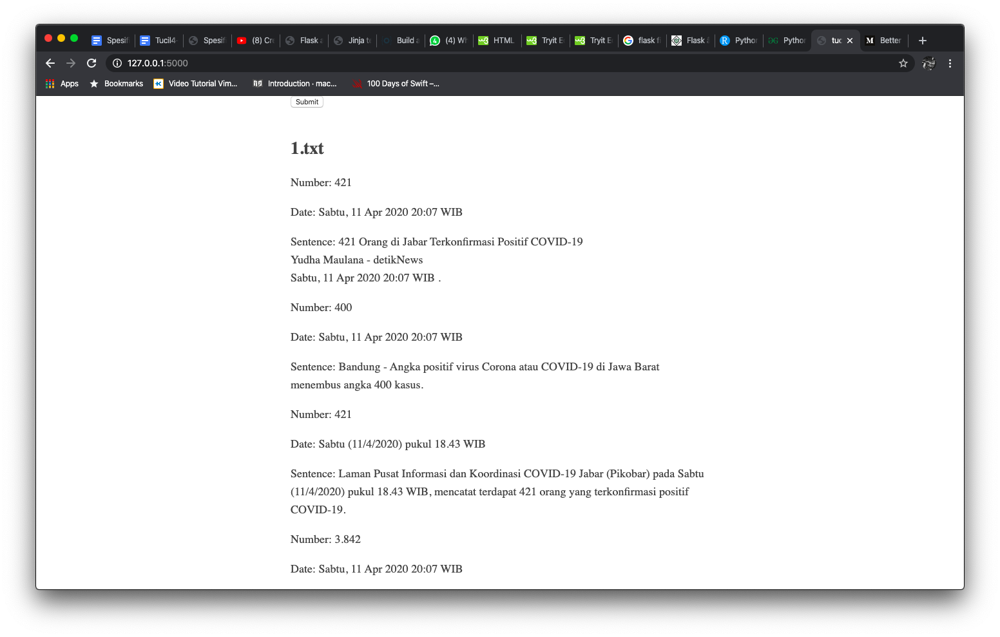 Spesif
Tucil4-
Spesif
(8) Cre
Flask a
Jinja te
Build a
(4) Wh
HTML
Tryit E
Tryit E
flask fi
Flask
Pythor
Pythor
tuc
Better
127.0.0.1:5000
Apps
Bookmarks
Video Tutorial Vim...
Introduction · mac...
100 Days of Swift –...
Submit
1.txt
Number: 421
Date: Sabtu, 11 Apr 2020 20:07 WIB
Sentence: 421 Orang di Jabar Terkonfirmasi Positif COVID-19
Yudha Maulana - detikNews
Sabtu, 11 Apr 2020 20:07 WIB .
Number: 400
Date: Sabtu, 11 Apr 2020 20:07 WIB
Sentence: Bandung - Angka positif virus Corona atau COVID-19 di Jawa Barat
menembus angka 400 kasus.
Number: 421
Date: Sabtu (11/4/2020) pukul 18.43 WIB
Sentence: Laman Pusat Informasi dan Koordinasi COVID-19 Jabar (Pikobar) pada Sabtu
(11/4/2020) pukul 18.43 WIB, mencatat terdapat 421 orang yang terkonfirmasi positif
COVID-19.
Number: 3.842
Date: Sabtu, 11 Apr 2020 20:07 WIB